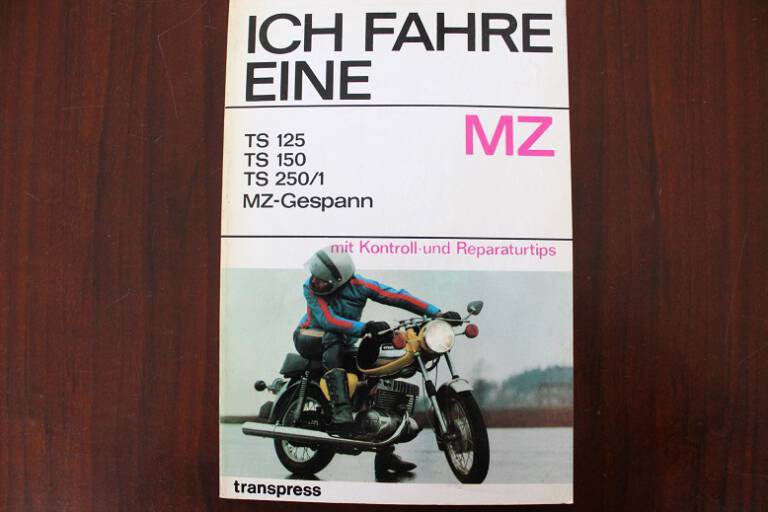 ICH FAHRE
EINE
MZ
TS 125
TS 150
TS 250/1
MZ-Gespann
mit Kontroll-und Reparaturtips
transpress